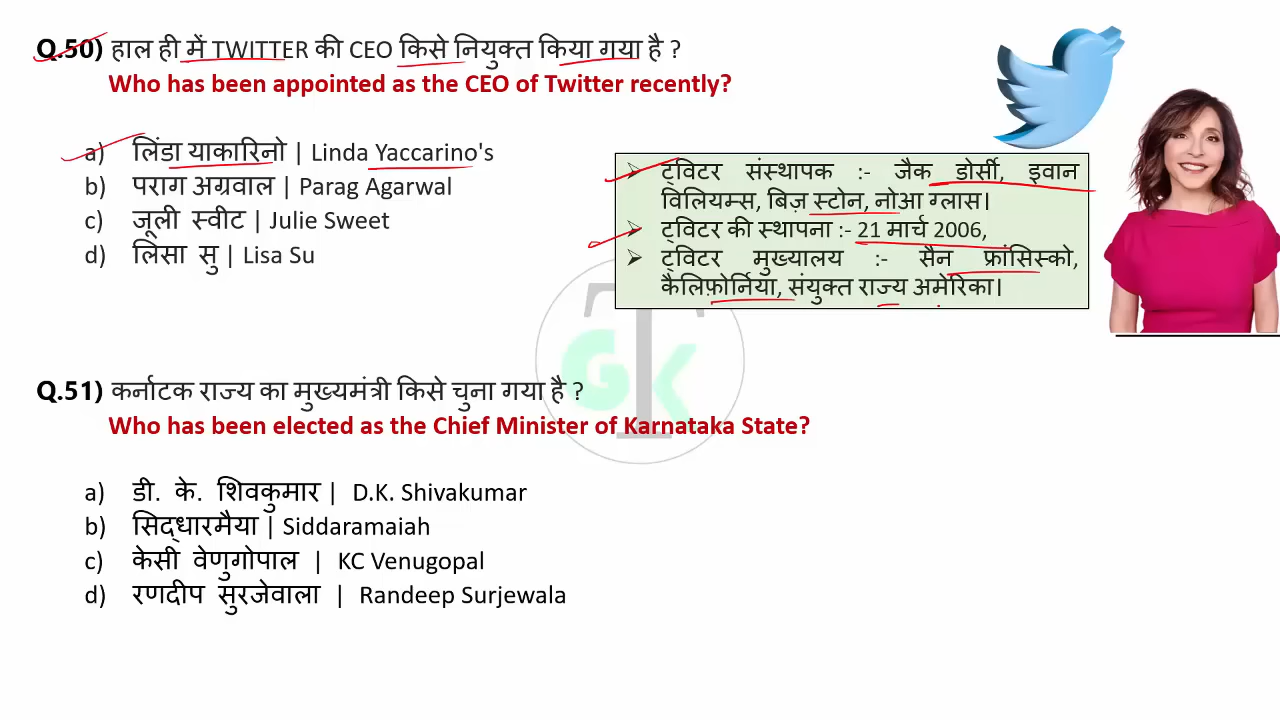 Q.50) हाल ही में TWITTER की CEO किसे नियुक्त किया गया है ?
Who has been appointed as the CEO of Twitter recently?
a) लिंडा याकारिनो | Linda Yaccarino's
b) पराग अग्रवाल | Parag Agarwal
c) जूली स्वीट | Julie Sweet
d) लिसा सु | Lisa Su
ट्विटर संस्थापक :- जैक डोर्सी, इवान
विलियम्स, बिज़ स्टोन, नोआ ग्लास।
ट्विटर की स्थापना :- 21 मार्च 2006,
ट्विटर मुख्यालय :- सैन फ्रांसिस्को,
कैलिफ़ोर्निया, संयुक्त राज्य अमेरिका।
T
GK
Q.51) कर्नाटक राज्य का मुख्यमंत्री किसे चुना गया है ?
Who has been elected as the Chief Minister of Karnataka State?
a) डी. के. शिवकुमार | D.K. Shivakumar
b) सिद्धारमैया | Siddaramaiah
c) केसी वेणुगोपाल | KC Venugopal
d) रणदीप सुरजेवाला | Randeep Surjewala